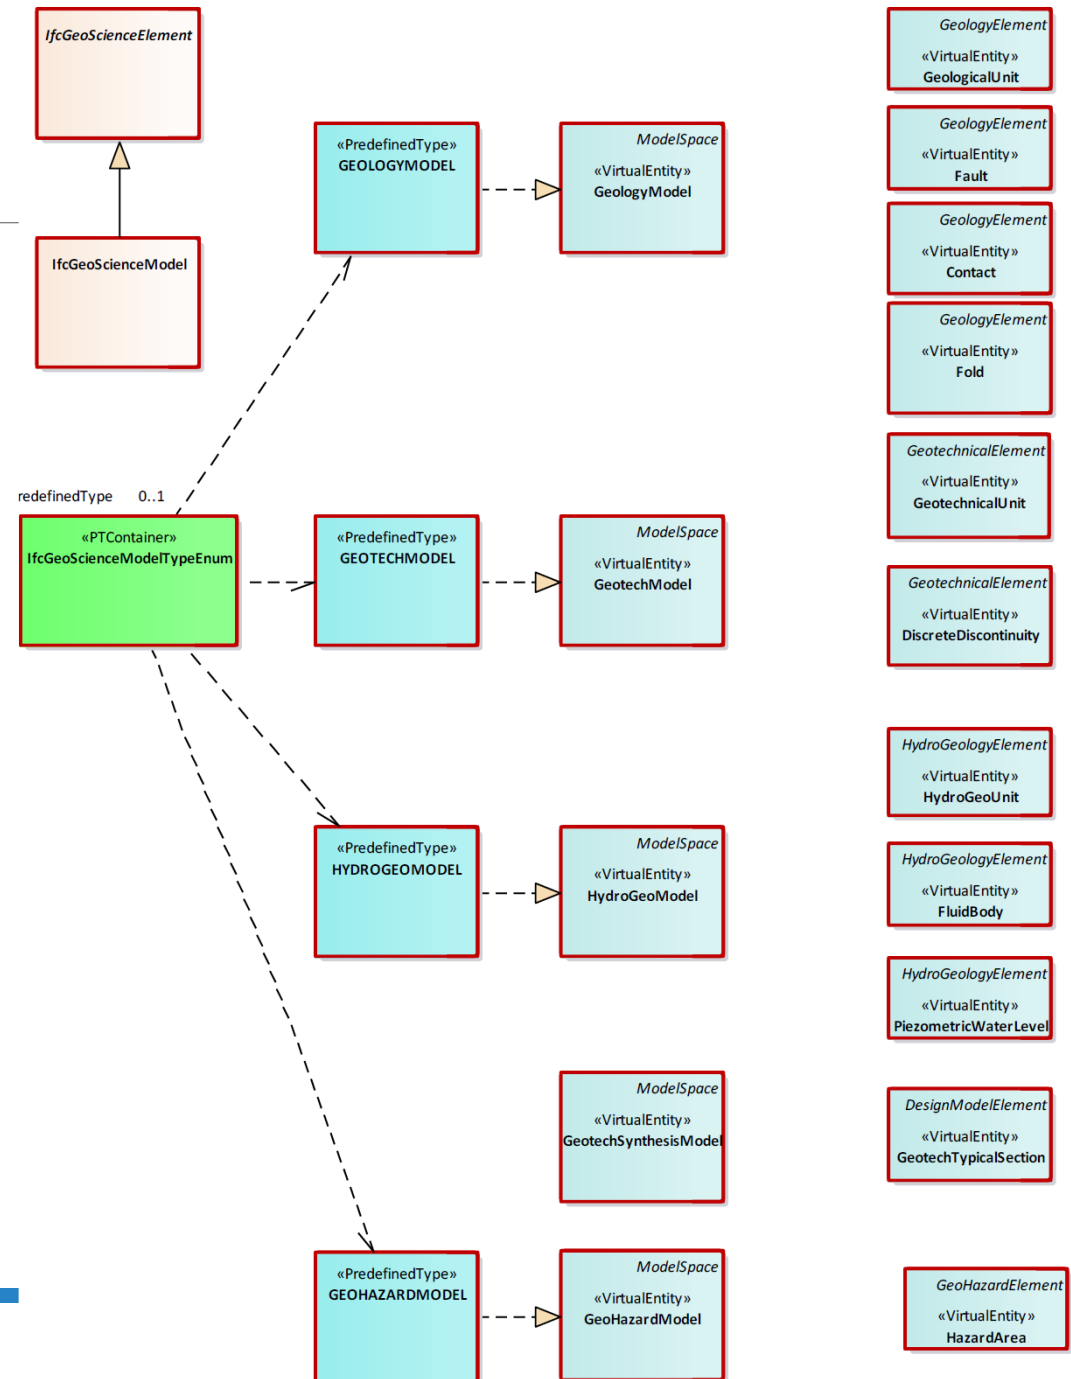 IfcGeoScienceElement
IfcGeoScienceModel
redefinedType 0..1
«PTContainer»
IfcGeoScienceModelTypeEnum
«PredefinedType»
GEOLOGYMODEL
ModelSpace
«VirtualEntity»
GeologyModel
«PredefinedType»
GEOTECHMODEL
ModelSpace
«VirtualEntity»
GeotechModel
«PredefinedType»
HYDROGEOMODEL
ModelSpace
«VirtualEntity»
HydroGeoModel
ModelSpace
«VirtualEntity»
GeotechSynthesisModel
«PredefinedType»
GEOHAZARDMODEL
ModelSpace
«VirtualEntity»
GeoHazardModel
GeologyElement
«VirtualEntity»
GeologicalUnit
GeologyElement
«VirtualEntity»
Fault
GeologyElement
«VirtualEntity»
Contact
GeologyElement
«VirtualEntity»
Fold
GeotechnicalElement
«VirtualEntity»
GeotechnicalUnit
GeotechnicalElement
«VirtualEntity»
DiscreteDiscontinuity
HydroGeologyElement
«VirtualEntity»
HydroGeoUnit
HydroGeologyElement
«VirtualEntity»
FluidBody
HydroGeologyElement
«VirtualEntity»
PiezometricWaterLevel
DesignModelElement
«VirtualEntity»
GeotechTypicalSection
GeoHazardElement
«VirtualEntity»
HazardArea